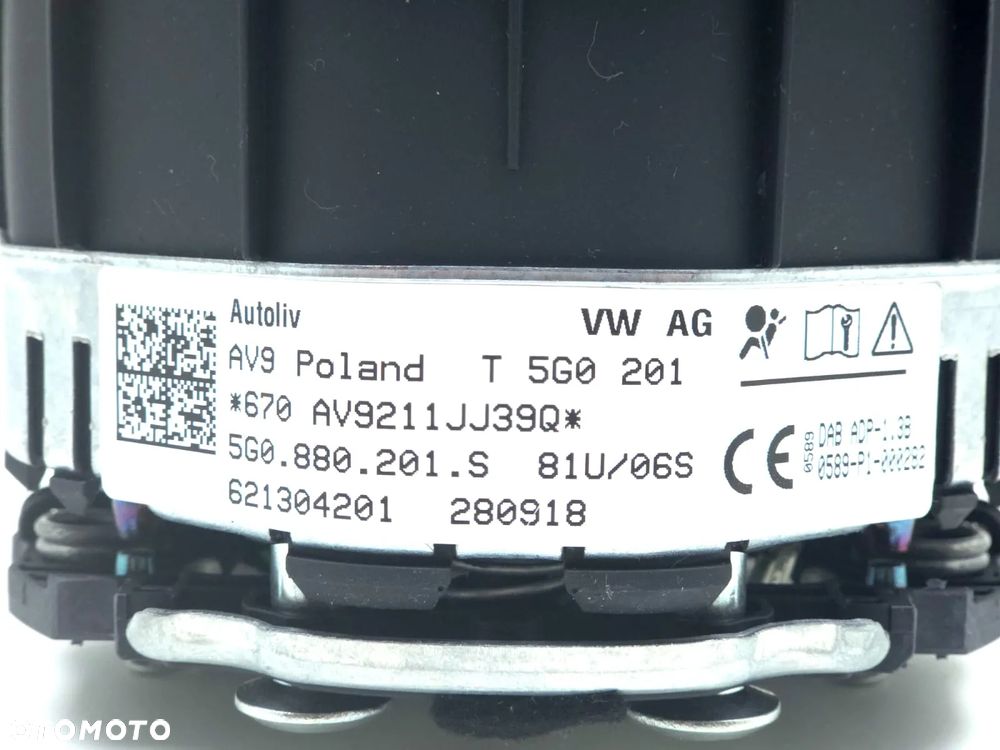 Autoliv
VW AG
AV9 Poland T 5G0 201
*670 AV9211JJ39Q*
5G0.880.201.S 81U/06S
621304201 280918
CE
0589
DAB ADP-1.3B
0589-P1-000282
OTOMOTO